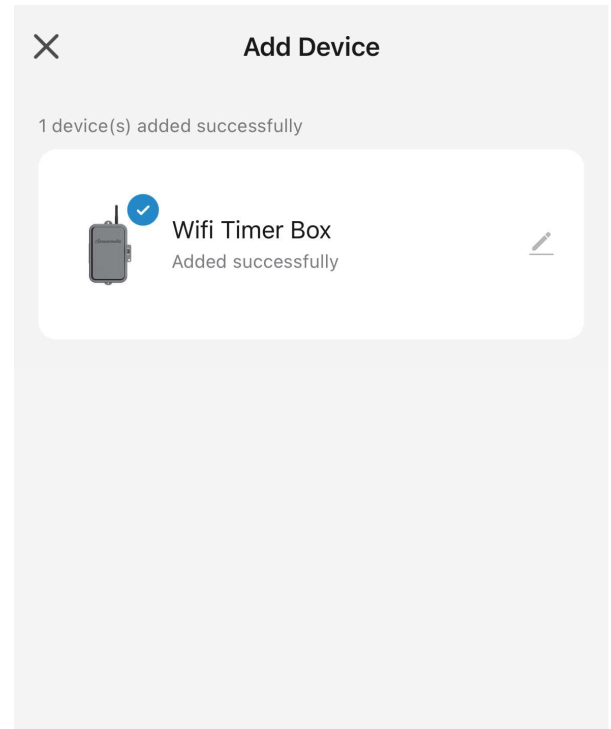 Add Device
1 device(s) added successfully
Wifi Timer Box
Added successfully